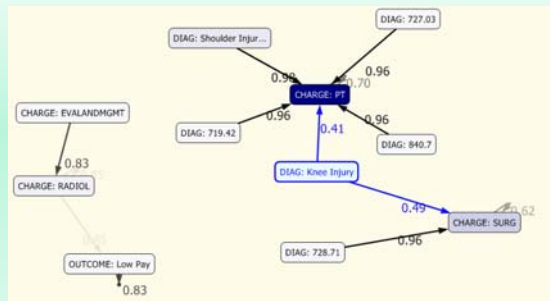 DIAG: 727.03
DIAG: Shoulder Injur...
0.98
0.96
0.70
CHARGE: PT
CHARGE: EVALANDMGMT
0.96
0.96
DIAG: 719.42
0.41
DIAG: 840.7
0.83
DIAG: Knee Injury
CHARGE: RADIOL
0.49
0.62
CHARGE: SURG
0.96
DIAG: 728.71
OUTCOME: Low Pay
0.83